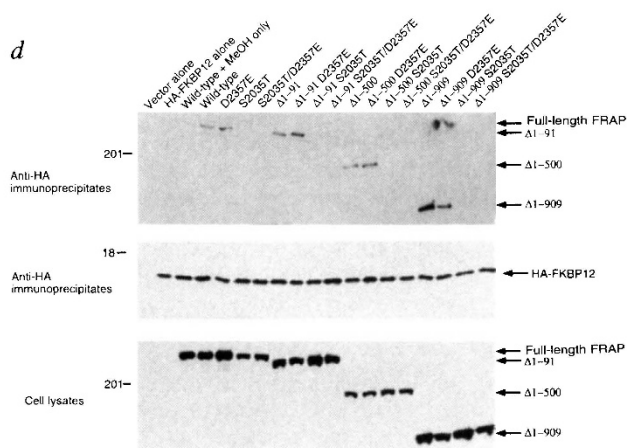 d
Vector alone
HA-FKBP12 alone
Wild-type + MeOH only
Wild-type
D2357E
S2035T
S2035T/D2357E
Δ1–91
Δ1–91 D2357E
Δ1–91 S2035T
Δ1–91 S2035T/D2357E
Δ1–500
Δ1–500 D2357E
Δ1–500 S2035T
Δ1–500 S2035T/D2357E
Δ1–909
Δ1–909 D2357E
Δ1–909 S2035T
Δ1–909 S2035T/D2357E
Full-length FRAP
Δ1–91
201
Δ1–500
Anti-HA
immunoprecipitates
Δ1–909
18
HA-FKBP12
Anti-HA
immunoprecipitates
Full-length FRAP
Δ1–91
201
Δ1–500
Cell lysates
Δ1–909